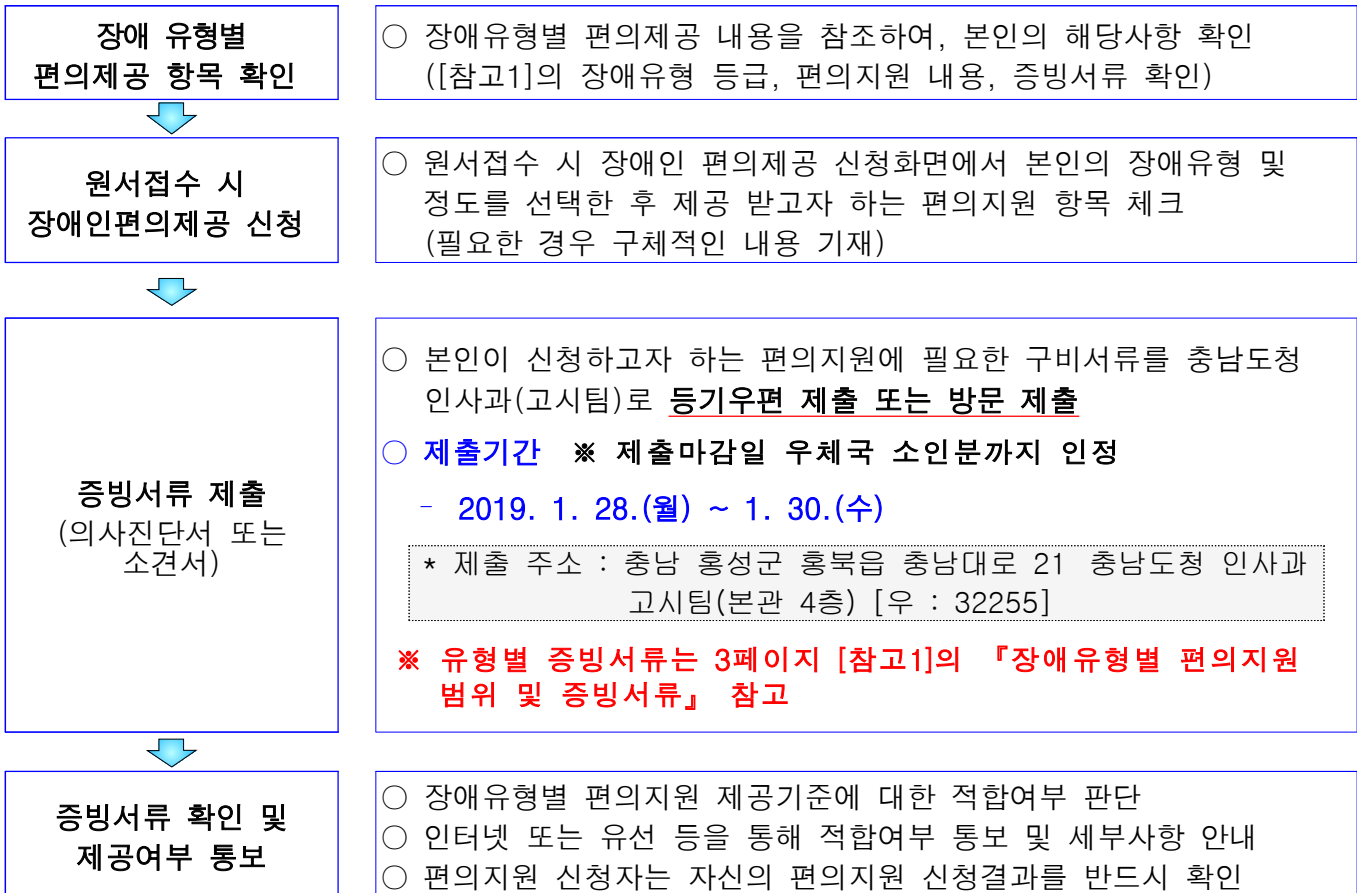 장애 유형별
편의제공 항목 확인
○ 장애유형별 편의제공 내용을 참조하여, 본인의 해당사항 확인
([참고1]의 장애유형 등급, 편의지원 내용, 증빙서류 확인)
원서접수 시
장애인편의제공 신청
○ 원서접수 시 장애인 편의제공 신청화면에서 본인의 장애유형 및
정도를 선택한 후 제공 받고자 하는 편의지원 항목 체크
(필요한 경우 구체적인 내용 기재)
증빙서류 제출
(의사진단서 또는
소견서)
○ 본인이 신청하고자 하는 편의지원에 필요한 구비서류를 충남도청
인사과(고시팀)로 등기우편 제출 또는 방문 제출
○ 제출기간 ※ 제출마감일 우체국 소인분까지 인정
- 2019. 1. 28.(월) ~ 1. 30.(수)
* 제출 주소 : 충남 홍성군 홍북읍 충남대로 21 충남도청 인사과
고시팀(본관 4층) [우 : 32255]
※ 유형별 증빙서류는 3페이지 [참고1]의 『장애유형별 편의지원
범위 및 증빙서류』 참고
증빙서류 확인 및
제공여부 통보
○ 장애유형별 편의지원 제공기준에 대한 적합여부 판단
○ 인터넷 또는 유선 등을 통해 적합여부 통보 및 세부사항 안내
○ 편의지원 신청자는 자신의 편의지원 신청결과를 반드시 확인